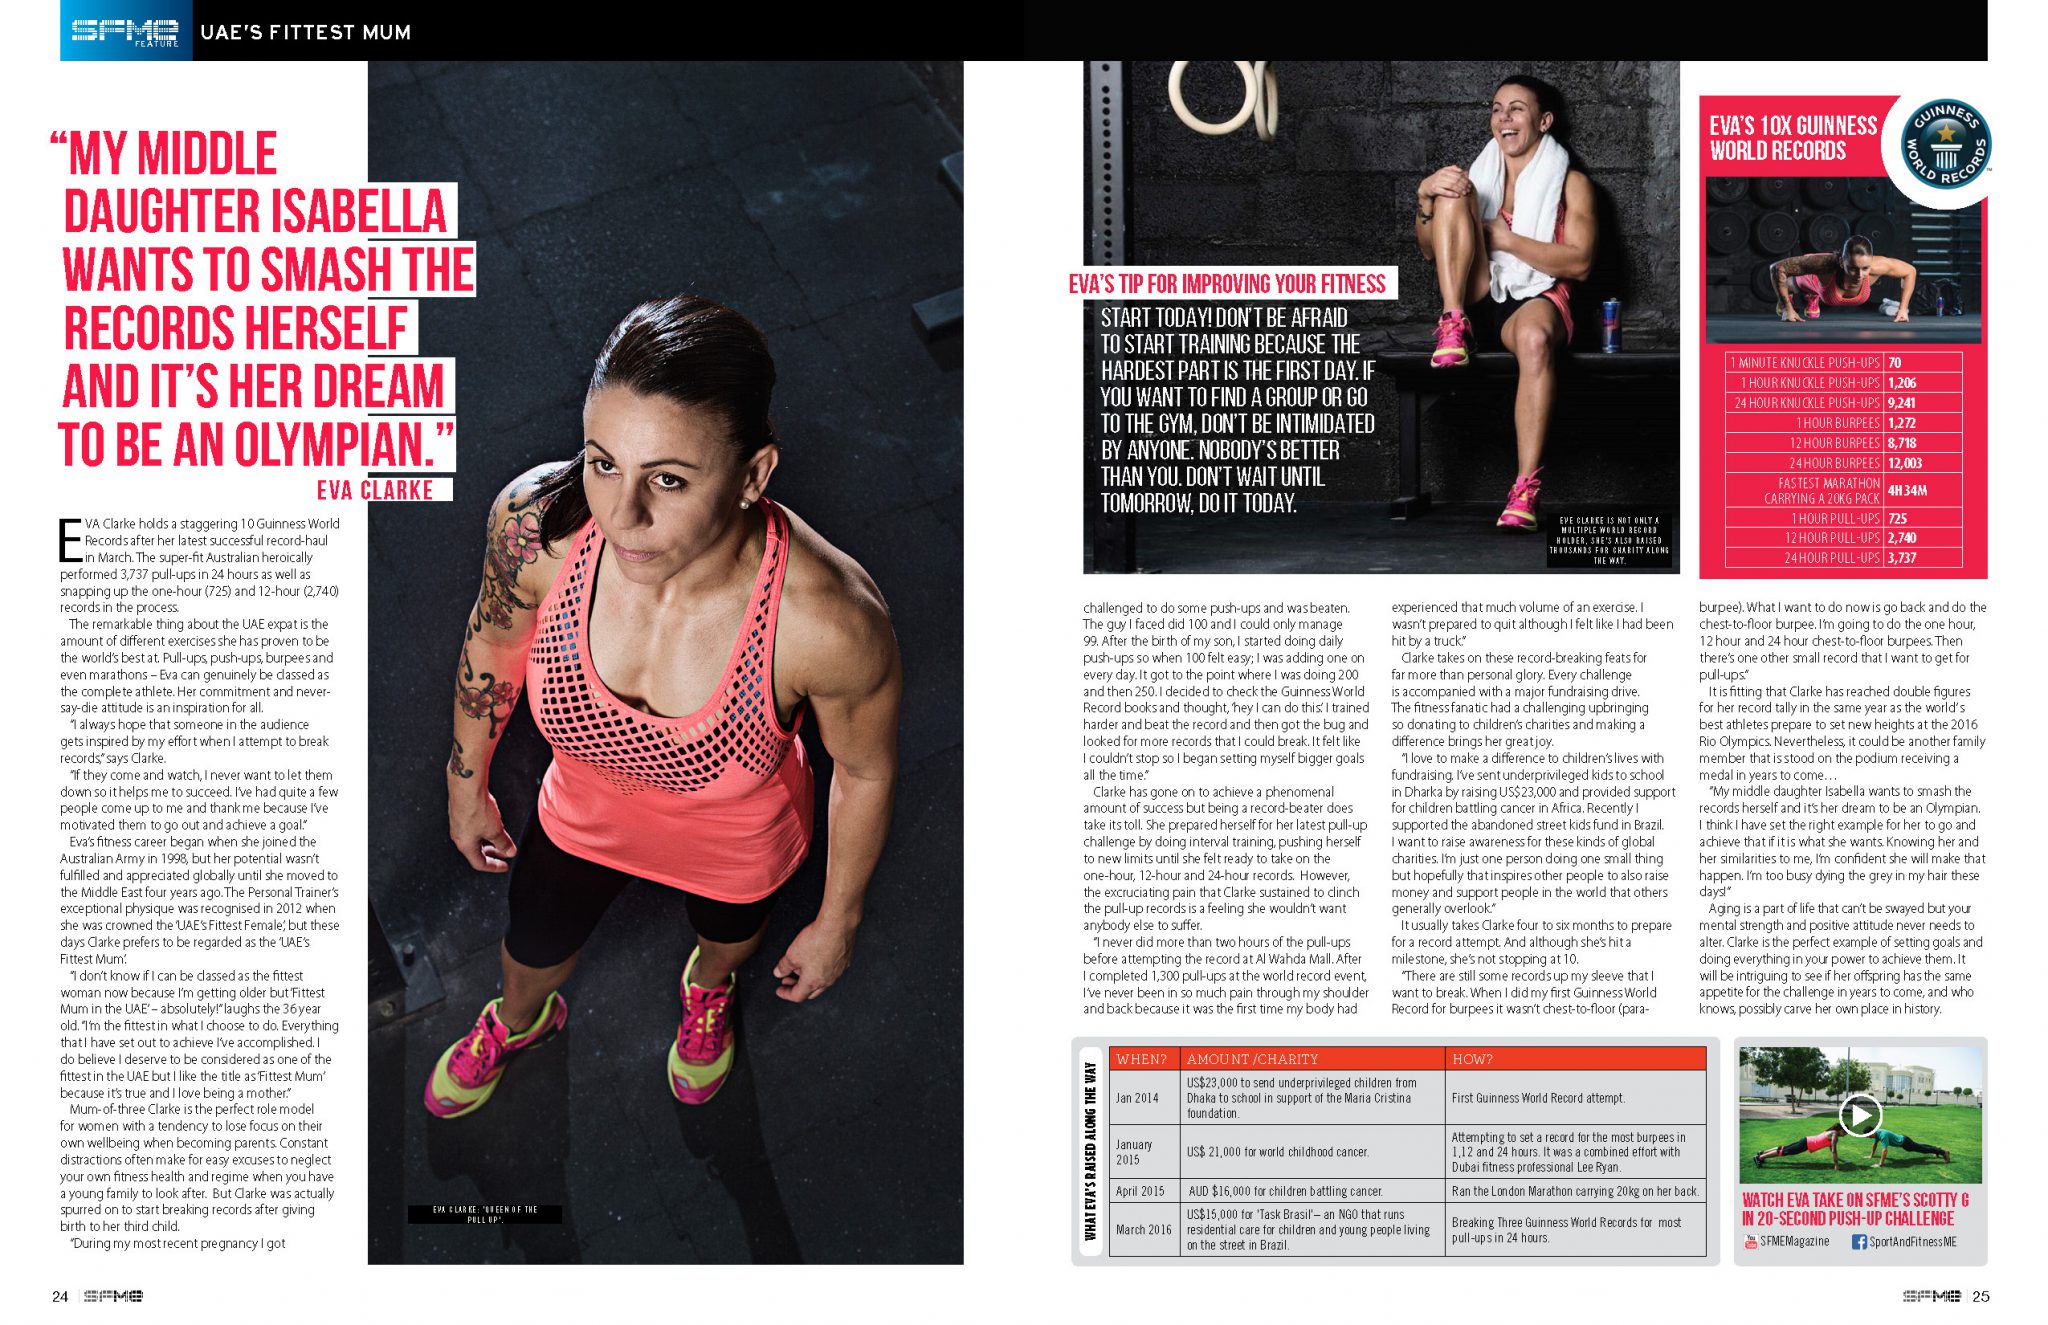 SFME
FEATURE
UAE'S FITTEST MUM
“MY MIDDLE
DAUGHTER ISABELLA
WANTS TO SMASH THE
RECORDS HERSELF
AND IT'S HER DREAM
TO BE AN OLYMPIAN.”
EVA CLARKE
EVA Clarke holds a staggering 10 Guinness World
Records after her latest successful record-haul
in March. The super-fit Australian heroically
performed 3,737 pull-ups in 24 hours as well as
snapping up the one-hour (725) and 12-hour (2,740)
records in the process.
The remarkable thing about the UAE expat is the
amount of different exercises she has proven to be
the world's best at. Pull-ups, push-ups, burpees and
even marathons – Eva can genuinely be classed as
the complete athlete. Her commitment and never-
say-die attitude is an inspiration for all.
“I always hope that someone in the audience
gets inspired by my effort when I attempt to break
records,” says Clarke.
“If they come and watch, I never want to let them
down so it helps me to succeed. I've had quite a few
people come up to me and thank me because I've
motivated them to go out and achieve a goal.”
Eva's fitness career began when she joined the
Australian Army in 1998, but her potential wasn't
fulfilled and appreciated globally until she moved to
the Middle East four years ago. The Personal Trainer's
exceptional physique was recognised in 2012 when
she was crowned the ‘UAE's Fittest Female’, but these
days Clarke prefers to be regarded as the ‘UAE's
Fittest Mum’.
“I don't know if I can be classed as the fittest
woman now because I'm getting older but ‘Fittest
Mum in the UAE’ – absolutely!” laughs the 36 year
old. “I'm the fittest in what I choose to do. Everything
that I have set out to achieve I've accomplished. I
do believe I deserve to be considered as one of the
fittest in the UAE but I like the title as ‘Fittest Mum’
because it's true and I love being a mother.”
Mum-of-three Clarke is the perfect role model
for women with a tendency to lose focus on their
own wellbeing when becoming parents. Constant
distractions often make for easy excuses to neglect
your own fitness health and regime when you have
a young family to look after. But Clarke was actually
spurred on to start breaking records after giving
birth to her third child.
“During my most recent pregnancy I got
EVA CLARKE: ‘QUEEN OF THE
PULL UP’.
24 SFME
EVA'S TIP FOR IMPROVING YOUR FITNESS
START TODAY! DON'T BE AFRAID
TO START TRAINING BECAUSE THE
HARDEST PART IS THE FIRST DAY. IF
YOU WANT TO FIND A GROUP OR GO
TO THE GYM, DON'T BE INTIMIDATED
BY ANYONE. NOBODY'S BETTER
THAN YOU. DON'T WAIT UNTIL
TOMORROW, DO IT TODAY.
EVE CLARKE IS NOT ONLY A
MULTIPLE WORLD RECORD
HOLDER, SHE'S ALSO RAISED
THOUSANDS FOR CHARITY ALONG
THE WAY.
EVA'S 10X GUINNESS
WORLD RECORDS
GUINNESS
WORLD RECORDS
1 MINUTE KNUCKLE PUSH-UPS 70
1 HOUR KNUCKLE PUSH-UPS 1,206
24 HOUR KNUCKLE PUSH-UPS 9,241
1 HOUR BURPEES 1,272
12 HOUR BURPEES 8,718
24 HOUR BURPEES 12,003
FASTEST MARATHON
CARRYING A 20KG PACK 4H 34M
1 HOUR PULL-UPS 725
12 HOUR PULL-UPS 2,740
24 HOUR PULL-UPS 3,737
challenged to do some push-ups and was beaten.
The guy I faced did 100 and I could only manage
99. After the birth of my son, I started doing daily
push-ups so when 100 felt easy; I was adding one on
every day. It got to the point where I was doing 200
and then 250. I decided to check the Guinness World
Record books and thought, ‘hey I can do this’. I trained
harder and beat the record and then got the bug and
looked for more records that I could break. It felt like
I couldn't stop so I began setting myself bigger goals
all the time.”
Clarke has gone on to achieve a phenomenal
amount of success but being a record-beater does
take its toll. She prepared herself for her latest pull-up
challenge by doing interval training, pushing herself
to new limits until she felt ready to take on the
one-hour, 12-hour and 24-hour records. However,
the excruciating pain that Clarke sustained to clinch
the pull-up records is a feeling she wouldn't want
anybody else to suffer.
“I never did more than two hours of the pull-ups
before attempting the record at Al Wahda Mall. After
I completed 1,300 pull-ups at the world record event,
I've never been in so much pain through my shoulder
and back because it was the first time my body had
experienced that much volume of an exercise. I
wasn't prepared to quit although I felt like I had been
hit by a truck.”
Clarke takes on these record-breaking feats for
far more than personal glory. Every challenge
is accompanied with a major fundraising drive.
The fitness fanatic had a challenging upbringing
so donating to children's charities and making a
difference brings her great joy.
“I love to make a difference to children's lives with
fundraising. I've sent underprivileged kids to school
in Dharka by raising US$23,000 and provided support
for children battling cancer in Africa. Recently I
supported the abandoned street kids fund in Brazil.
I want to raise awareness for these kinds of global
charities. I'm just one person doing one small thing
but hopefully that inspires other people to also raise
money and support people in the world that others
generally overlook.”
It usually takes Clarke four to six months to prepare
for a record attempt. And although she's hit a
milestone, she's not stopping at 10.
“There are still some records up my sleeve that I
want to break. When I did my first Guinness World
Record for burpees it wasn't chest-to-floor (para-
burpee). What I want to do now is go back and do the
chest-to-floor burpee. I'm going to do the one hour,
12 hour and 24 hour chest-to-floor burpees. Then
there's one other small record that I want to get for
pull-ups.”
It is fitting that Clarke has reached double figures
for her record tally in the same year as the world's
best athletes prepare to set new heights at the 2016
Rio Olympics. Nevertheless, it could be another family
member that is stood on the podium receiving a
medal in years to come…
“My middle daughter Isabella wants to smash the
records herself and it's her dream to be an Olympian.
I think I have set the right example for her to go and
achieve that if it is what she wants. Knowing her and
her similarities to me, I'm confident she will make that
happen. I'm too busy dying the grey in my hair these
days!”
Aging is a part of life that can't be swayed but your
mental strength and positive attitude never needs to
alter. Clarke is the perfect example of setting goals and
doing everything in your power to achieve them. It
will be intriguing to see if her offspring has the same
appetite for the challenge in years to come, and who
knows, possibly carve her own place in history.
WHAT EVA'S RAISED ALONG THE WAY
WHEN? AMOUNT /CHARITY HOW?
Jan 2014 US$23,000 to send underprivileged children from
Dhaka to school in support of the Maria Cristina
foundation. First Guinness World Record attempt.
January
2015 US$ 21,000 for world childhood cancer. Attempting to set a record for the most burpees in
1,12 and 24 hours. It was a combined effort with
Dubai fitness professional Lee Ryan.
April 2015 AUD $16,000 for children battling cancer. Ran the London Marathon carrying 20kg on her back.
March 2016 US$15,000 for ‘Task Brasil’– an NGO that runs
residential care for children and young people living
on the street in Brazil. Breaking Three Guinness World Records for most
pull-ups in 24 hours.
WATCH EVA TAKE ON SFME'S SCOTTY G
IN 20-SECOND PUSH-UP CHALLENGE
SFMEMagazine SportAndFitnessME
SFME 25